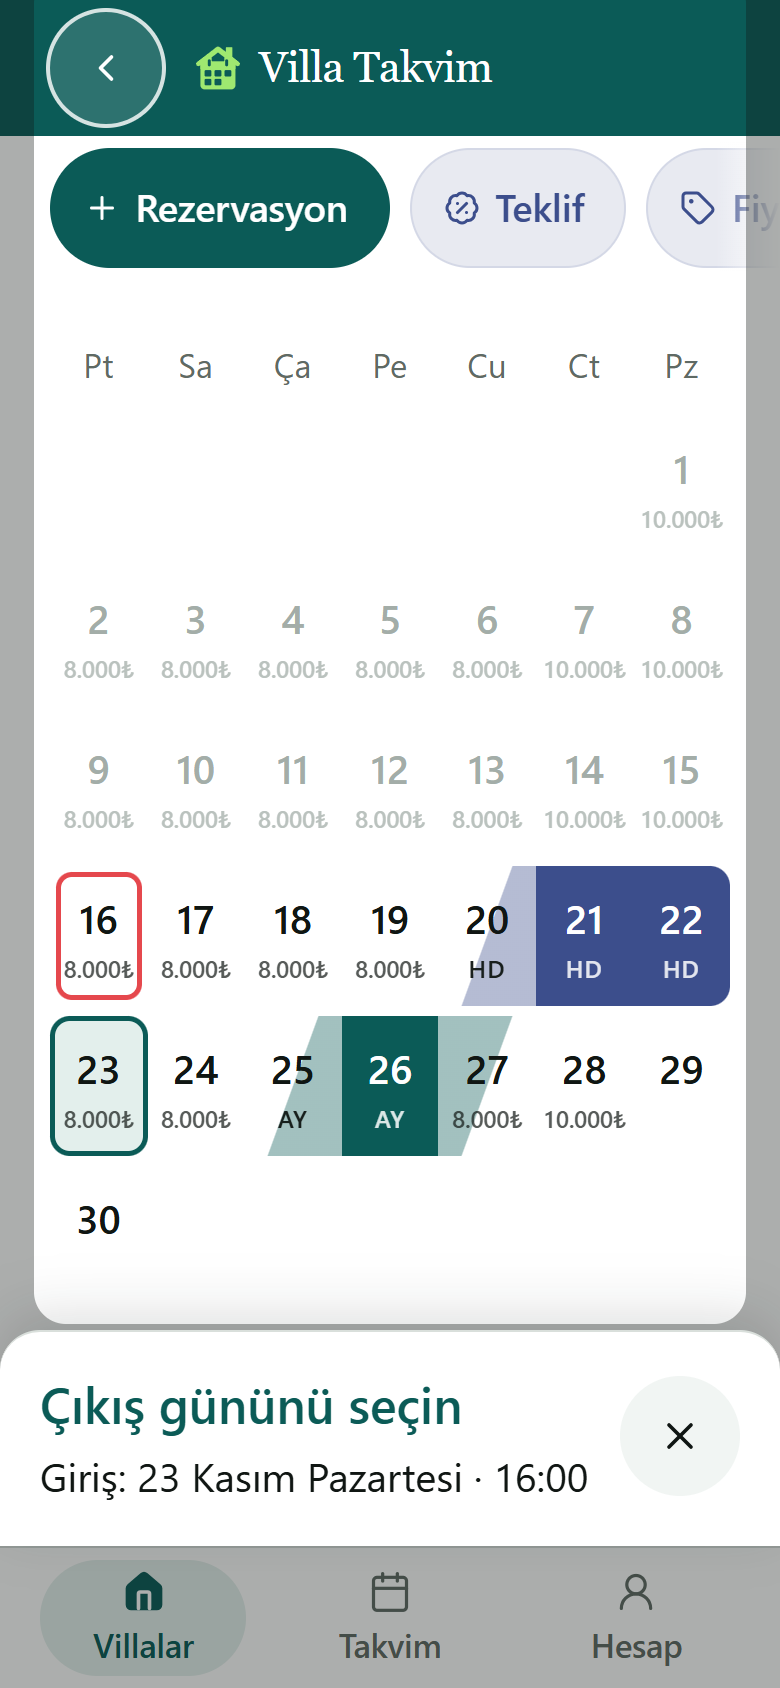 Villa Takvim
Rezervasyon
Teklif
Fiy
Pt Sa Ça Pe Cu Ct Pz
1
10.000₺
2 3 4 5 6 7 8
8.000₺ 8.000₺ 8.000₺ 8.000₺ 8.000₺ 10.000₺ 10.000₺
9 10 11 12 13 14 15
8.000₺ 8.000₺ 8.000₺ 8.000₺ 8.000₺ 10.000₺ 10.000₺
16 17 18 19 20 21 22
8.000₺ 8.000₺ 8.000₺ 8.000₺ HD HD HD
23 24 25 26 27 28 29
8.000₺ 8.000₺ AY AY 8.000₺ 10.000₺
30
Çıkış gününü seçin
Giriş: 23 Kasım Pazartesi · 16:00
Villalar
Takvim
Hesap